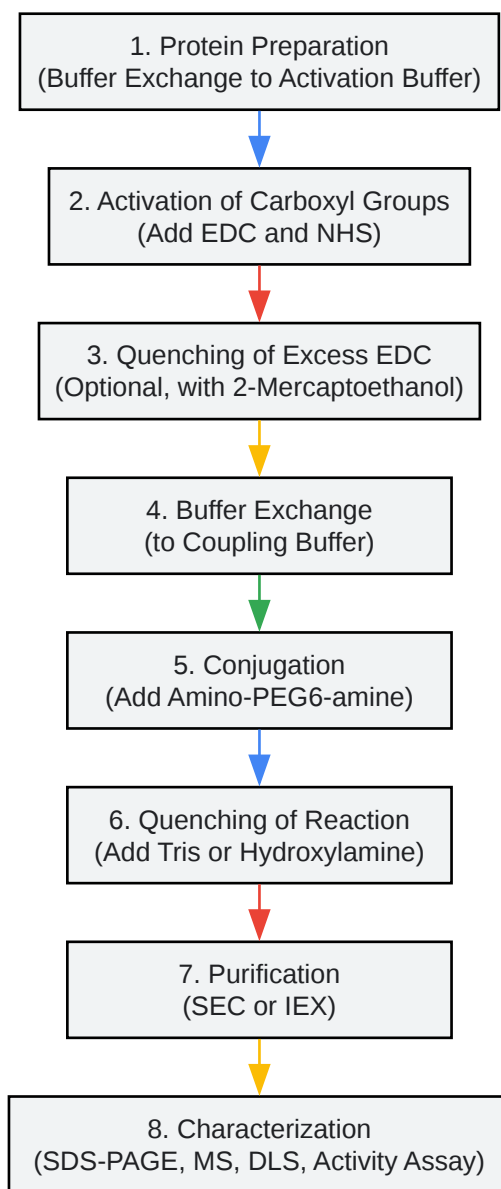 1. Protein Preparation
(Buffer Exchange to Activation Buffer)
2. Activation of Carboxyl Groups
(Add EDC and NHS)
3. Quenching of Excess EDC
(Optional, with 2-Mercaptoethanol)
4. Buffer Exchange
(to Coupling Buffer)
5. Conjugation
(Add Amino-PEG6-amine)
6. Quenching of Reaction
(Add Tris or Hydroxylamine)
7. Purification
(SEC or IEX)
8. Characterization
(SDS-PAGE, MS, DLS, Activity Assay)